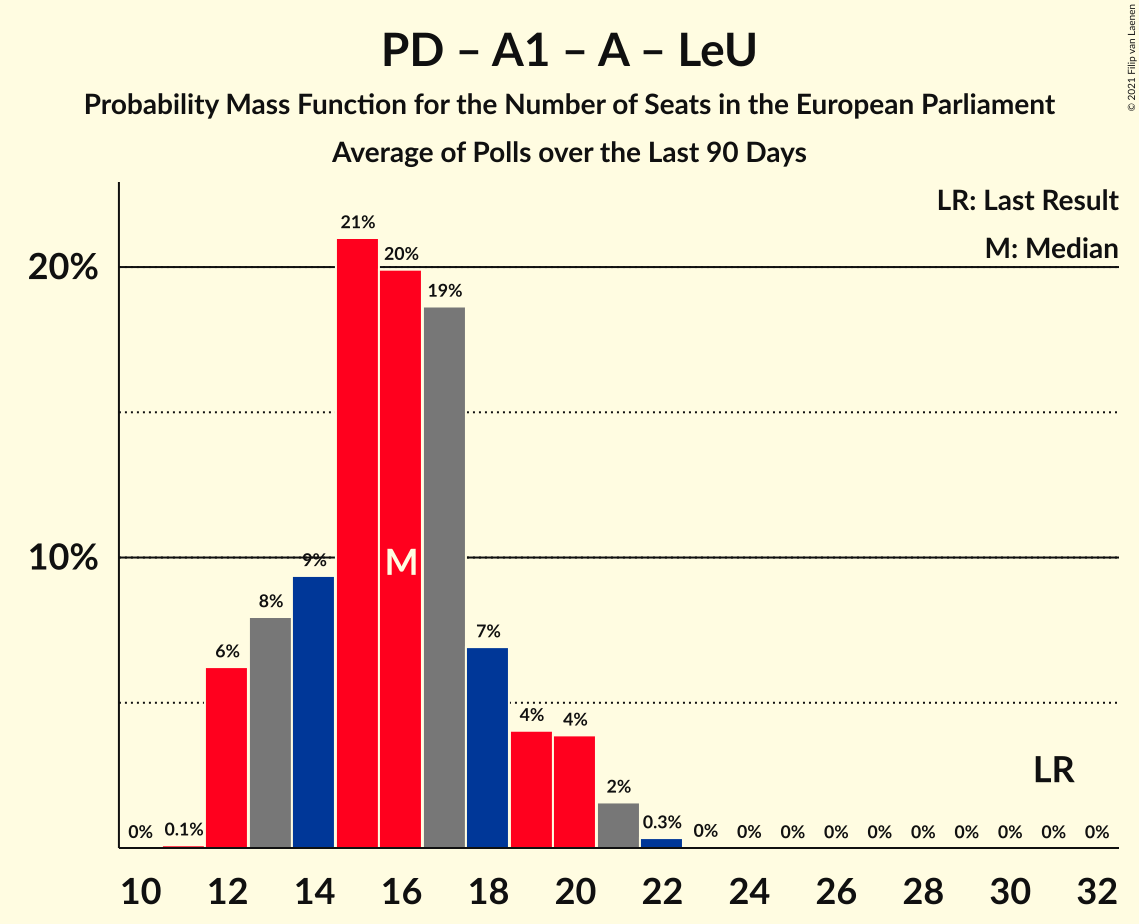 PD – A1 – A – LeU
Probability Mass Function for the Number of Seats in the European Parliament
Average of Polls over the Last 90 Days
© 2021 Filip van Laenen
LR: Last Result
M: Median
20%
10%
0%
0.1%
6%
8%
9%
21%
20%
19%
7%
4%
4%
2%
0.3%
0%
0%
0%
0%
0%
0%
0%
0%
0%
0%
M
LR
10 12 14 16 18 20 22 24 26 28 30 32